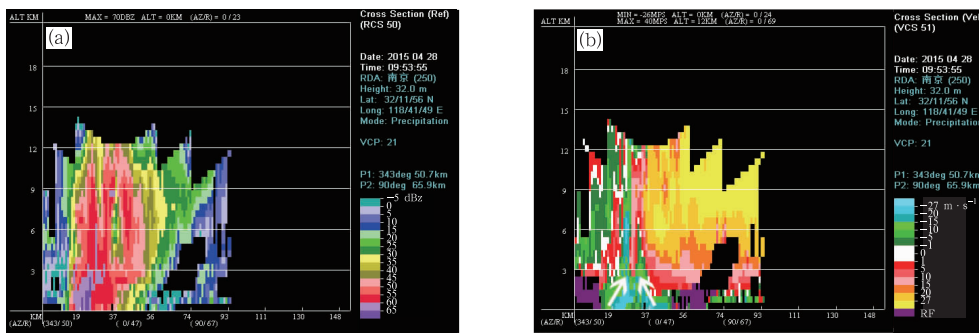 (a)
ALT KM
MAX = 70DBZ ALT = 0KM (AZ/R) = 0 / 23
Cross Section (Ref)
(RCS 50)
Date: 2015 04 28
Time: 09:53:55
RDA: 南京 (250)
Height: 32.0 m
Lat: 32/11/56 N
Long: 118/41/49 E
Mode: Precipitation
VCP: 21
P1: 343deg 50.7km
P2: 90deg 65.9km
-5 dBz
5
10
15
20
25
30
35
40
45
50
55
60
65
18
15
12
9
6
3
KM
19
37
56
74
93
111
130
148
(AZ/R)
(343/50)
( 0/47)
(90/67)
(b)
ALT KM
MIN = -26MPS ALT = 0KM (AZ/R) = 0 / 24
MAX = 40MPS ALT = 12KM (AZ/R) = 0 / 69
Cross Section (Vel
(VCS 51)
Date: 2015 04 28
Time: 09:53:55
RDA: 南京 (250)
Height: 32.0 m
Lat: 32/11/56 N
Long: 118/41/49 E
Mode: Precipitation
VCP: 21
P1: 343deg 50.7km
P2: 90deg 65.9km
-27 m · s⁻¹
-20
-15
-10
-5
-1
0
1
5
10
15
20
27
RF
18
15
12
9
6
3
KM
19
37
56
74
93
111
130
148
(AZ/R)
(343/50)
( 0/47)
(90/67)